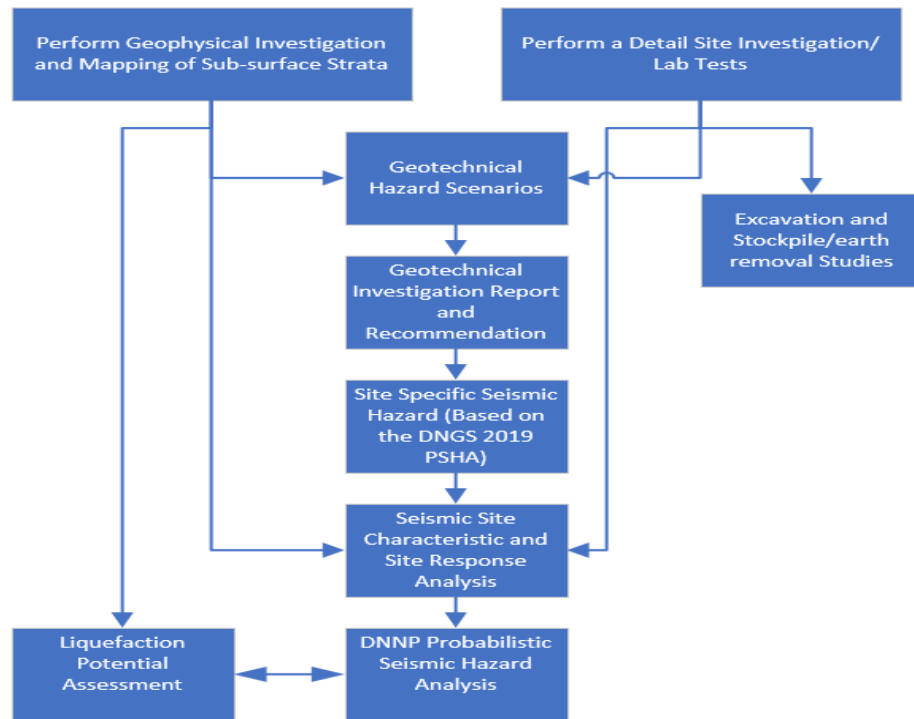 Perform Geophysical Investigation
and Mapping of Sub-surface Strata
Perform a Detail Site Investigation/
Lab Tests
Geotechnical
Hazard Scenarios
Excavation and
Stockpile/earth
removal Studies
Geotechnical
Investigation Report
and
Recommendation
Site Specific Seismic
Hazard (Based on
the DNGS 2019
PSHA)
Seismic Site
Characteristic and
Site Response
Analysis
Liquefaction
Potential
Assessment
DNNP Probabilistic
Seismic Hazard
Analysis